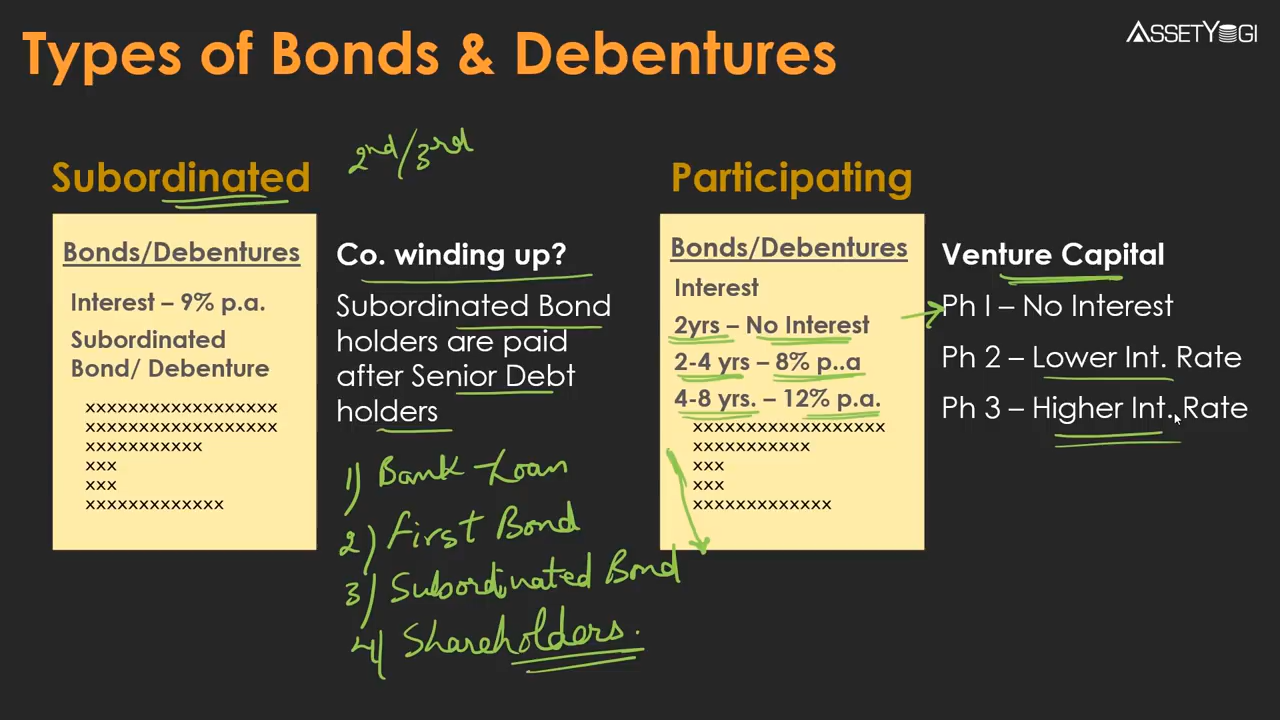 ASSETYOGI
Types of Bonds & Debentures
2nd/3rd
Subordinated
Bonds/Debentures
Interest – 9% p.a.
Subordinated
Bond/ Debenture
xxxxxxxxxxxxxxxxxx
xxxxxxxxxxxxxxxxxx
xxxxxxxxxxx
xxx
xxx
xxxxxxxxxxxxx
Co. winding up?
Subordinated Bond
holders are paid
after Senior Debt
holders
1) Bank Loan
2) First Bond
3) Subordinated Bond
4) Shareholders.
Participating
Bonds/Debentures
Interest
2yrs – No Interest
2-4 yrs – 8% p..a
4-8 yrs. – 12% p.a.
xxxxxxxxxxxxxxxxxx
xxxxxxxxxxx
xxx
xxx
xxxxxxxxxxxxx
Venture Capital
Ph I – No Interest
Ph 2 – Lower Int. Rate
Ph 3 – Higher Int. Rate